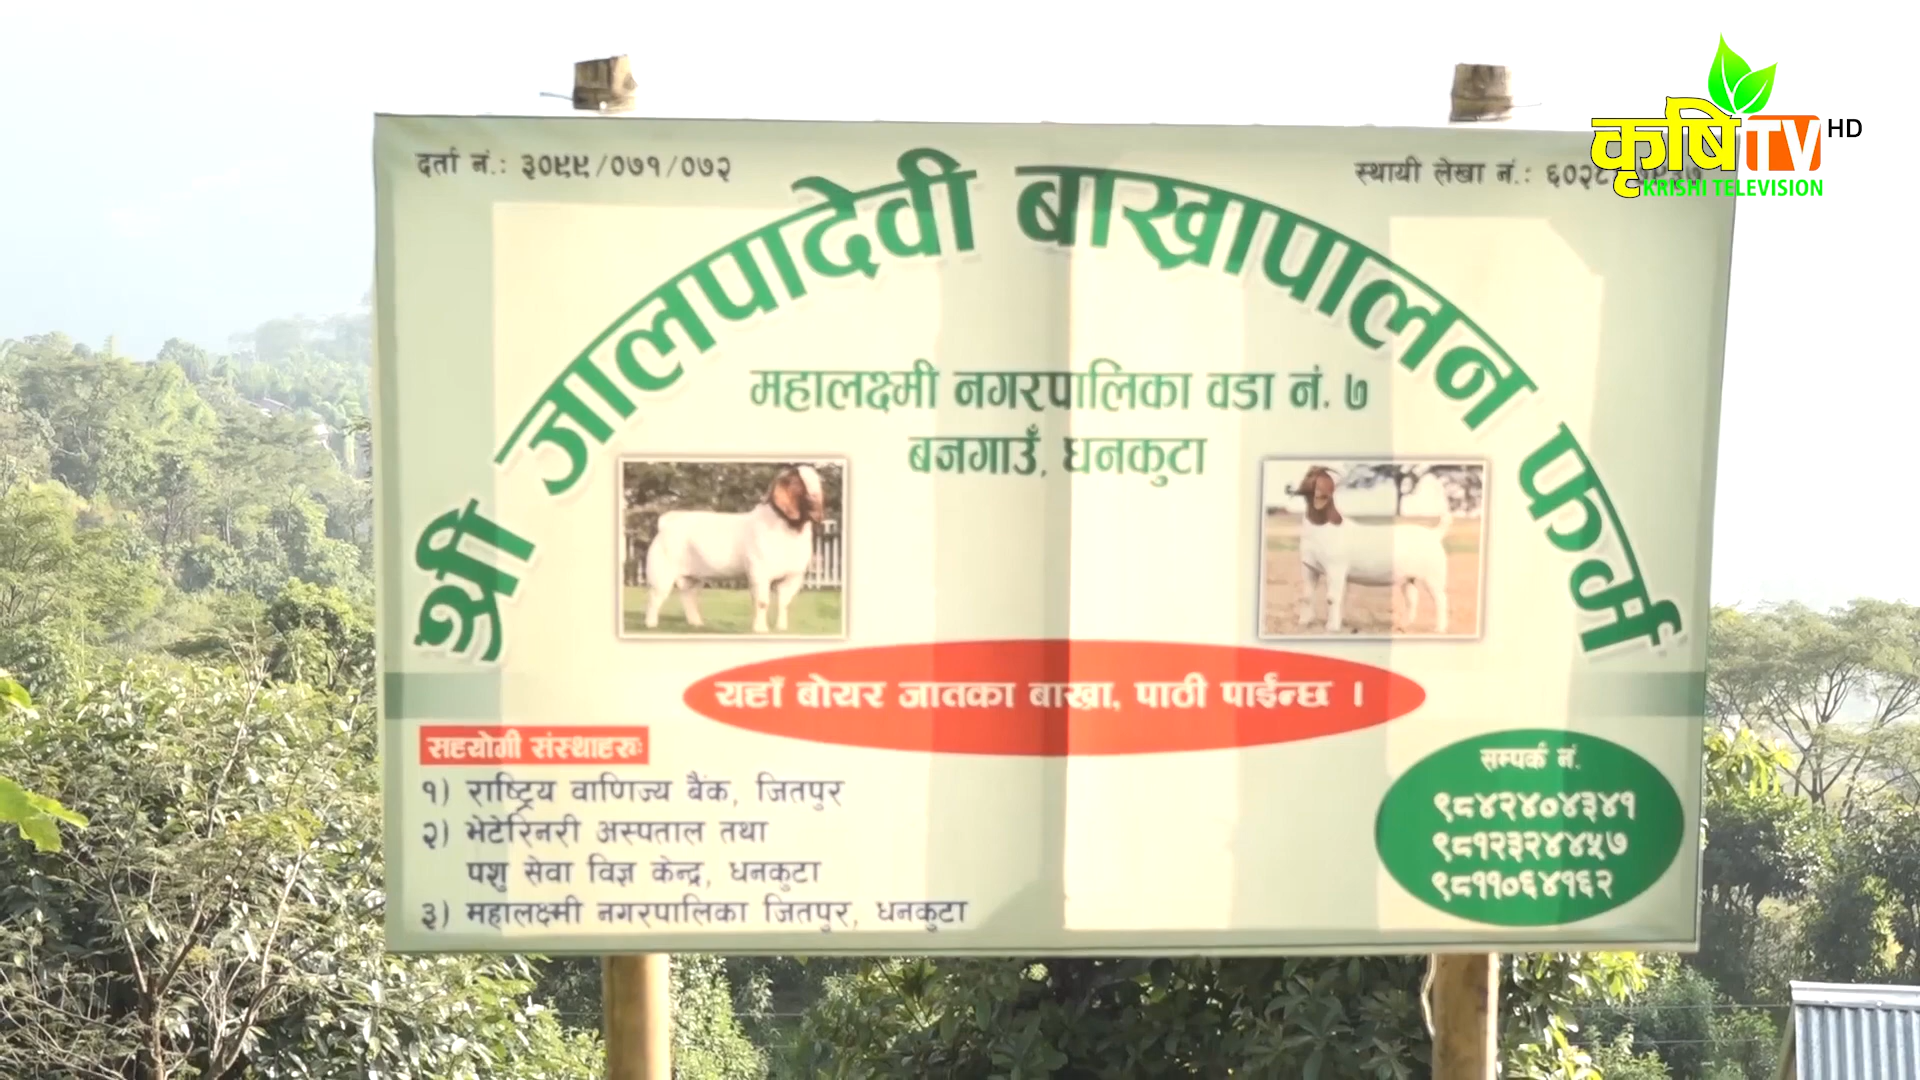 दर्ता नं.: ३०९९/०७१/०७२
स्थायी लेखा नं.:
कृषि TV HD
KRISHI TELEVISION
श्री जालपादेवी बाख्रापालन फर्म
महालक्ष्मी नगरपालिका वडा नं. ७
बजगाउँ, धनकुटा
यहाँ बोयर जातका बाख्रा, पाठी पाईन्छ ।
सहयोगी संस्थाहरुः
१) राष्ट्रिय वाणिज्य बैंक, जितपुर
२) भेटेरिनरी अस्पताल तथा
पशु सेवा विज्ञ केन्द्र, धनकुटा
३) महालक्ष्मी नगरपालिका जितपुर, धनकुटा
सम्पर्क नं.
९८४२४०४३४१
९८१२३२४४५७
९८११०६४१६२